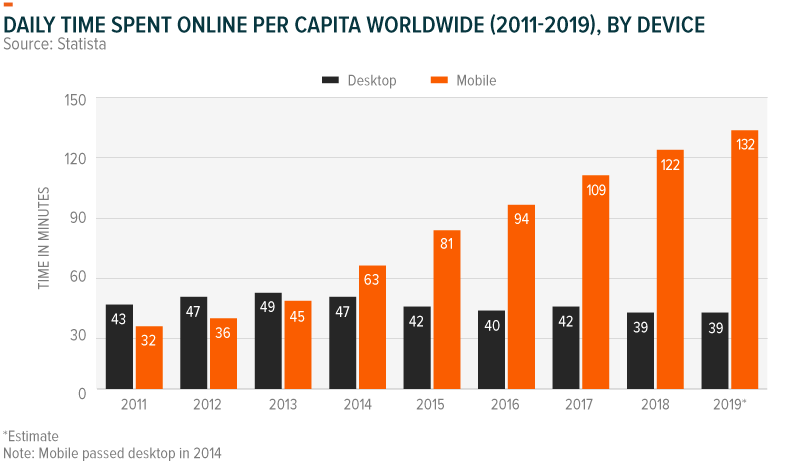 DAILY TIME SPENT ONLINE PER CAPITA WORLDWIDE (2011-2019), BY DEVICE
Source: Statista
Desktop Mobile
TIME IN MINUTES
150
120
90
60
30
0
43 32 47 36 49 45 47 63 42 81 40 94 42 109 39 122 39 132
2011 2012 2013 2014 2015 2016 2017 2018 2019*
*Estimate
Note: Mobile passed desktop in 2014